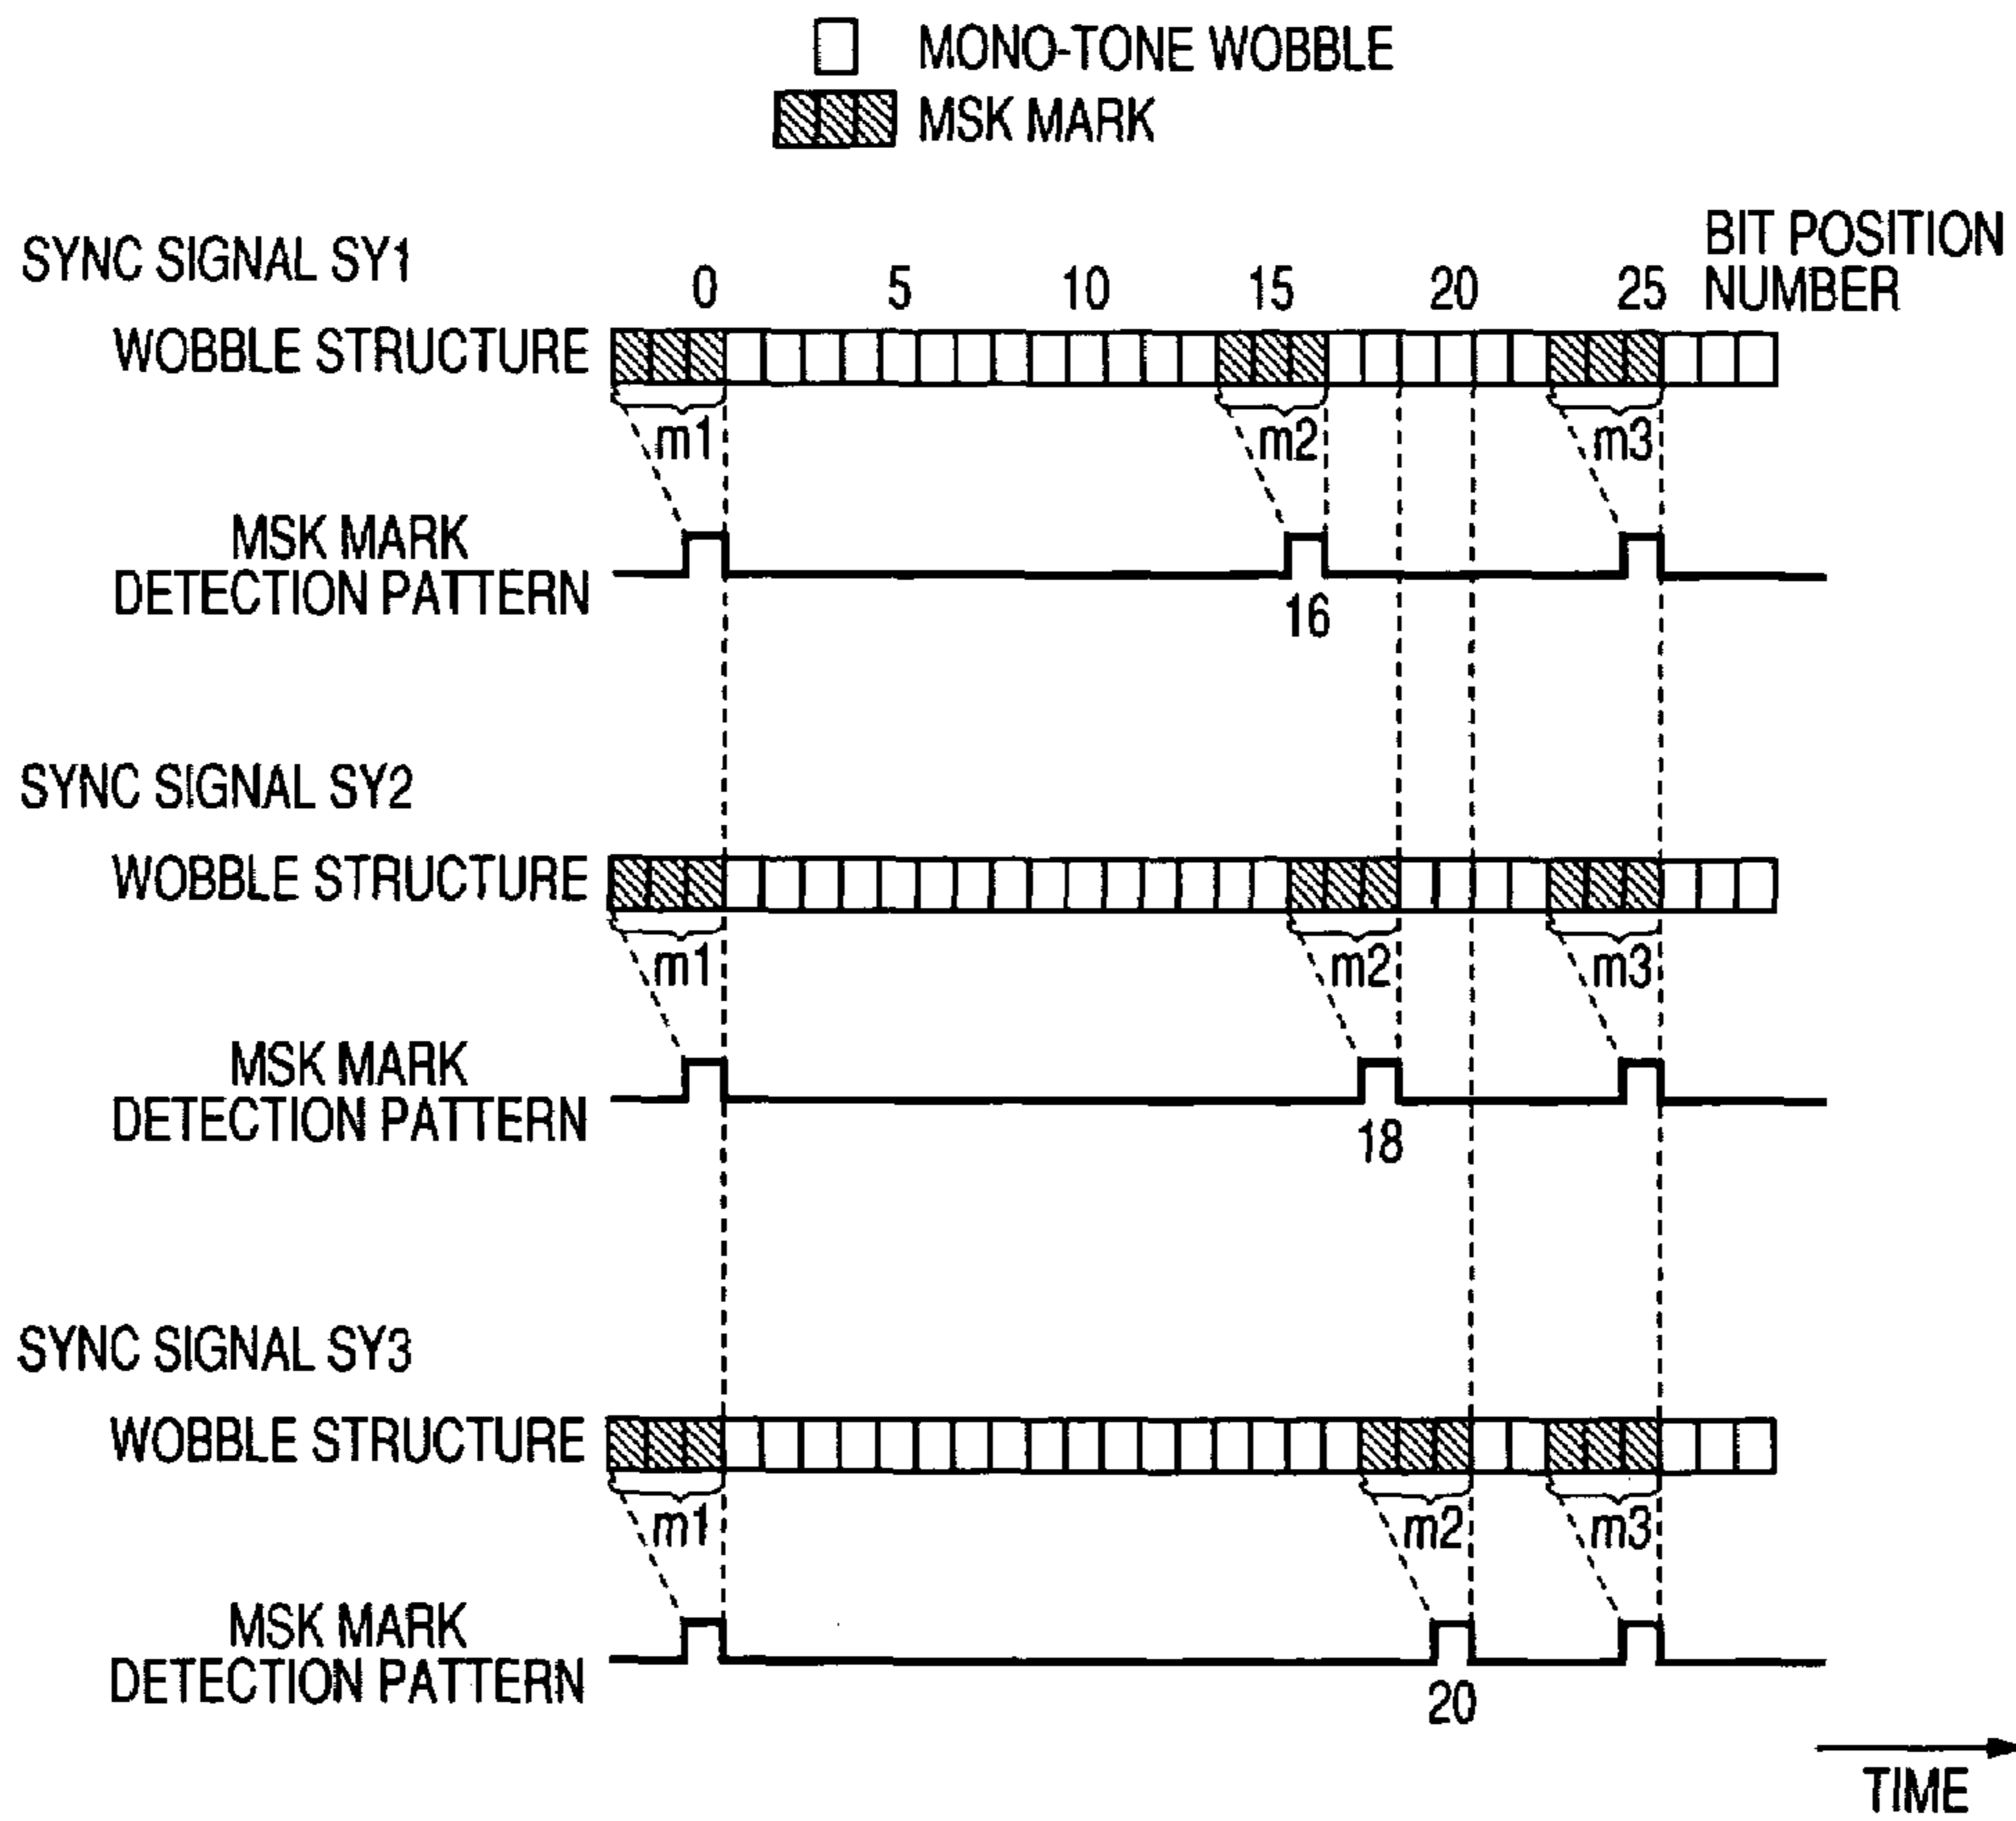 MONO-TONE WOBBLE
MSK MARK
SYNC SIGNAL SY1
0 5 10 15 20 25
BIT POSITION
NUMBER
WOBBLE STRUCTURE
m1 m2 m3
MSK MARK
DETECTION PATTERN
16
SYNC SIGNAL SY2
WOBBLE STRUCTURE
m1 m2 m3
MSK MARK
DETECTION PATTERN
18
SYNC SIGNAL SY3
WOBBLE STRUCTURE
m1 m2 m3
MSK MARK
DETECTION PATTERN
20
TIME